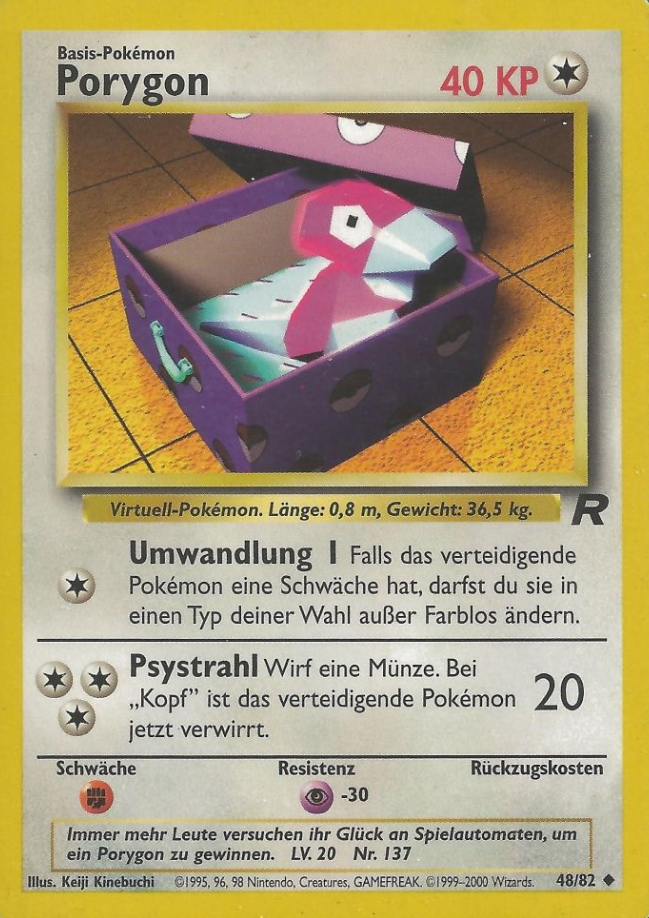 Basis-Pokémon
Porygon 40 KP
Virtuell-Pokémon. Länge: 0,8 m, Gewicht: 36,5 kg.
R
Umwandlung I Falls das verteidigende
Pokémon eine Schwäche hat, darfst du sie in
einen Typ deiner Wahl außer Farblos ändern.
Psystrahl Wirf eine Münze. Bei
„Kopf” ist das verteidigende Pokémon 20
jetzt verwirrt.
Schwäche Resistenz Rückzugskosten
-30
Immer mehr Leute versuchen ihr Glück an Spielautomaten, um
ein Porygon zu gewinnen. LV. 20 Nr. 137
Illus. Keiji Kinebuchi ©1995, 96, 98 Nintendo, Creatures, GAMEFREAK. ©1999–2000 Wizards. 48/82